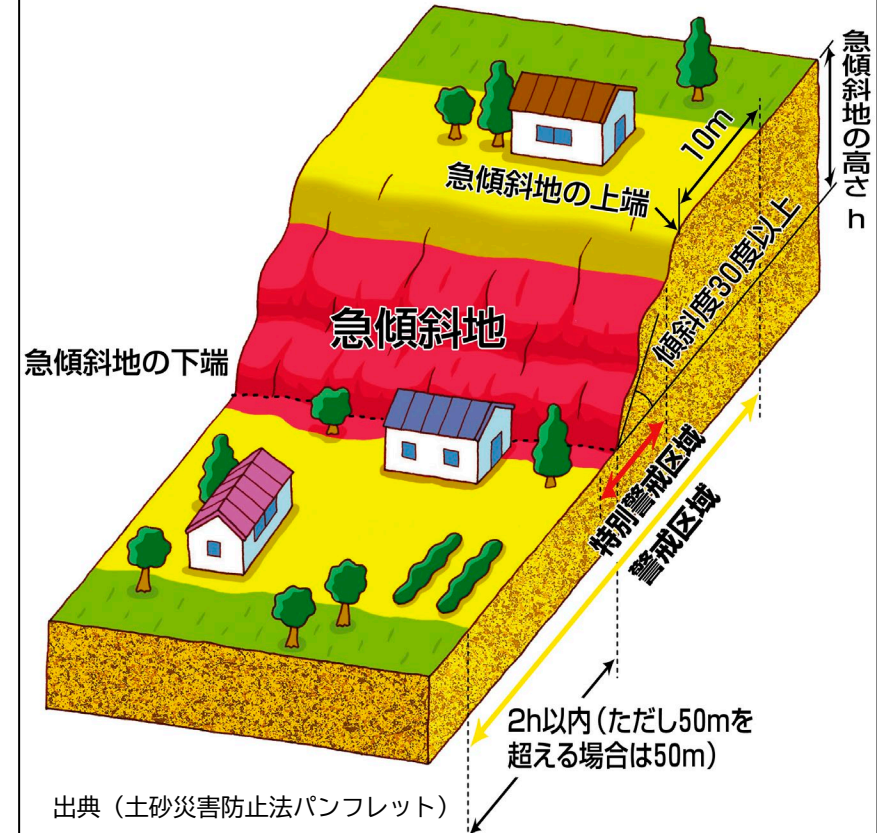 急傾斜地の高さ h
10m
急傾斜地の上端
傾斜度30度以上
急傾斜地
急傾斜地の下端
特別警戒区域
警戒区域
2h以内(ただし50mを
超える場合は50m)
出典(土砂災害防止法パンフレット)